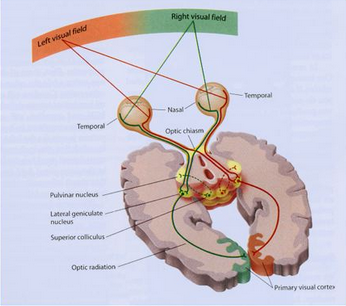 Right visual field
Left visual field
Temporal
Nasal
Temporal
Optic chiasm
Pulvinar nucleus
Lateral geniculate
nucleus
Superior colliculus
Optic radiation
Primary visual cortex